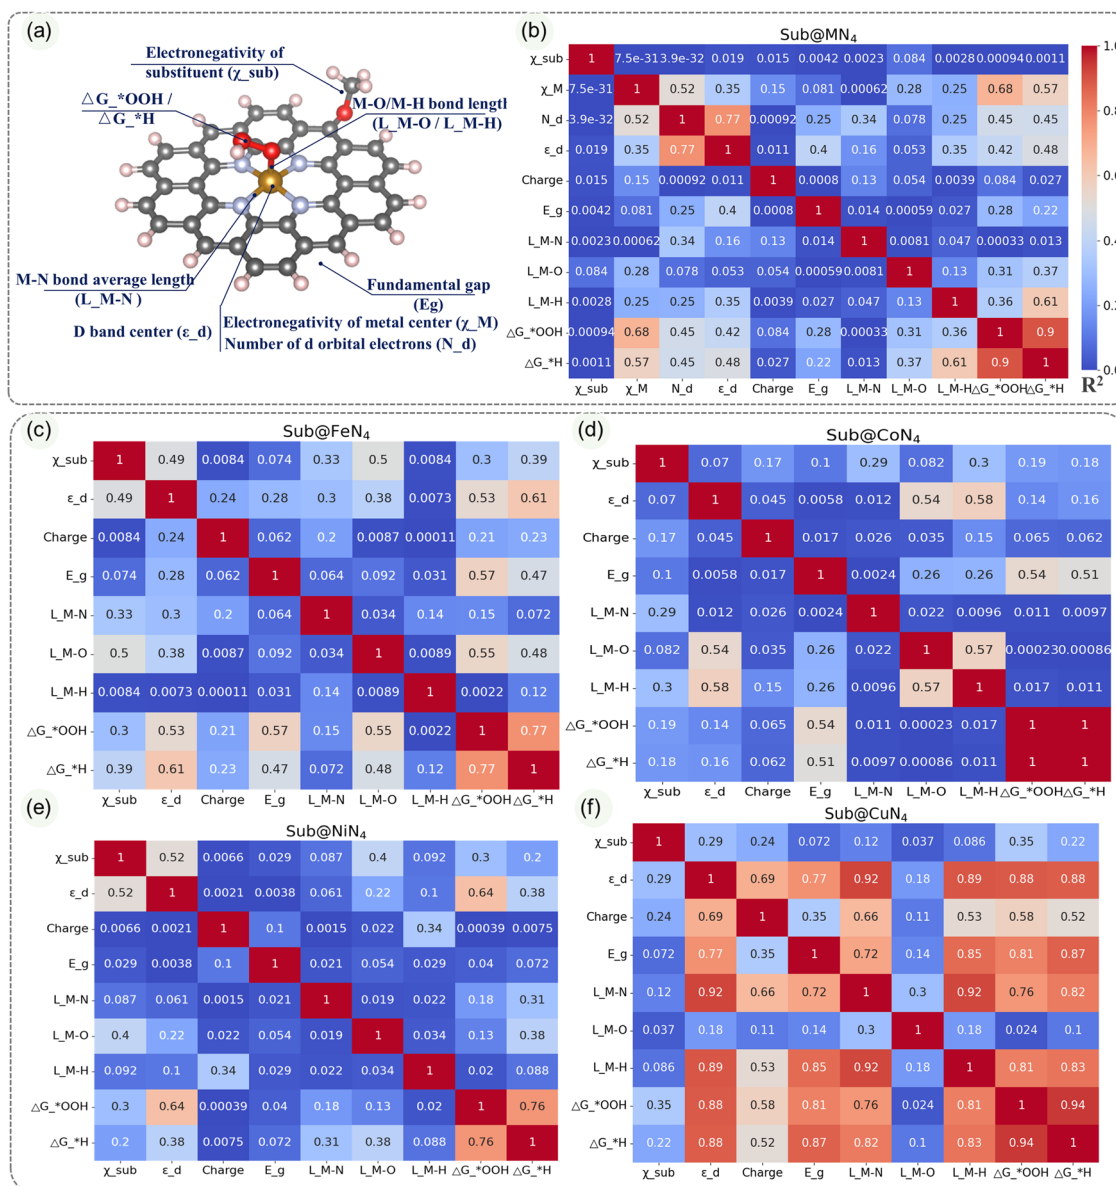 (a)
Electronegativity of
substituent (χ_sub)
△G_*OOH /
△G_*H
M-O/M-H bond length
(L_M-O / L_M-H)
M-N bond average length
(L_M-N )
Fundamental gap
(Eg)
D band center (ε_d)
Electronegativity of metal center (χ_M)
Number of d orbital electrons (N_d)
(b)
Sub@MN4
χ_sub 1 7.5e-31 3.9e-32 0.019 0.015 0.0042 0.0023 0.084 0.0028 0.00094 0.0011
χ_M 7.5e-31 1 0.52 0.35 0.15 0.081 0.00062 0.28 0.25 0.68 0.57
N_d 3.9e-32 0.52 1 0.77 0.00092 0.25 0.34 0.078 0.25 0.45 0.45
ε_d 0.019 0.35 0.77 1 0.011 0.4 0.16 0.053 0.35 0.42 0.48
Charge 0.015 0.15 0.00092 0.011 1 0.0008 0.13 0.054 0.0039 0.084 0.027
E_g 0.0042 0.081 0.25 0.4 0.0008 1 0.014 0.00059 0.027 0.28 0.22
L_M-N 0.0023 0.00062 0.34 0.16 0.13 0.014 1 0.0081 0.047 0.00033 0.013
L_M-O 0.084 0.28 0.078 0.053 0.054 0.00059 0.0081 1 0.13 0.31 0.37
L_M-H 0.0028 0.25 0.25 0.35 0.0039 0.027 0.047 0.13 1 0.36 0.61
△G_*OOH 0.00094 0.68 0.45 0.42 0.084 0.28 0.00033 0.31 0.36 1 0.9
△G_*H 0.0011 0.57 0.45 0.48 0.027 0.22 0.013 0.37 0.61 0.9 1
χ_sub χ_M N_d ε_d Charge E_g L_M-N L_M-O L_M-H △G_*OOH △G_*H
1.0
0.8
0.6
0.4
0.2
0.0
R²
(c)
Sub@FeN4
χ_sub 1 0.49 0.0084 0.074 0.33 0.5 0.0084 0.3 0.39
ε_d 0.49 1 0.24 0.28 0.3 0.38 0.0073 0.53 0.61
Charge 0.0084 0.24 1 0.062 0.2 0.0087 0.00011 0.21 0.23
E_g 0.074 0.28 0.062 1 0.064 0.092 0.031 0.57 0.47
L_M-N 0.33 0.3 0.2 0.064 1 0.034 0.14 0.15 0.072
L_M-O 0.5 0.38 0.0087 0.092 0.034 1 0.0089 0.55 0.48
L_M-H 0.0084 0.0073 0.00011 0.031 0.14 0.0089 1 0.0022 0.12
△G_*OOH 0.3 0.53 0.21 0.57 0.15 0.55 0.0022 1 0.77
△G_*H 0.39 0.61 0.23 0.47 0.072 0.48 0.12 0.77 1
χ_sub ε_d Charge E_g L_M-N L_M-O L_M-H △G_*OOH △G_*H
(d)
Sub@CoN4
χ_sub 1 0.07 0.17 0.1 0.29 0.082 0.3 0.19 0.18
ε_d 0.07 1 0.045 0.0058 0.012 0.54 0.58 0.14 0.16
Charge 0.17 0.045 1 0.017 0.026 0.035 0.15 0.065 0.062
E_g 0.1 0.0058 0.017 1 0.0024 0.26 0.26 0.54 0.51
L_M-N 0.29 0.012 0.026 0.0024 1 0.022 0.0096 0.011 0.0097
L_M-O 0.082 0.54 0.035 0.26 0.022 1 0.57 0.00023 0.00086
L_M-H 0.3 0.58 0.15 0.26 0.0096 0.57 1 0.017 0.011
△G_*OOH 0.19 0.14 0.065 0.54 0.011 0.00023 0.017 1 1
△G_*H 0.18 0.16 0.062 0.51 0.0097 0.00086 0.011 1 1
χ_sub ε_d Charge E_g L_M-N L_M-O L_M-H △G_*OOH △G_*H
(e)
Sub@NiN4
χ_sub 1 0.52 0.0066 0.029 0.087 0.4 0.092 0.3 0.2
ε_d 0.52 1 0.0021 0.0038 0.061 0.22 0.1 0.64 0.38
Charge 0.0066 0.0021 1 0.1 0.0015 0.022 0.34 0.00039 0.0075
E_g 0.029 0.0038 0.1 1 0.021 0.054 0.029 0.04 0.072
L_M-N 0.087 0.061 0.0015 0.021 1 0.019 0.022 0.18 0.31
L_M-O 0.4 0.22 0.022 0.054 0.019 1 0.034 0.13 0.38
L_M-H 0.092 0.1 0.34 0.029 0.022 0.034 1 0.02 0.088
△G_*OOH 0.3 0.64 0.00039 0.04 0.18 0.13 0.02 1 0.76
△G_*H 0.2 0.38 0.0075 0.072 0.31 0.38 0.088 0.76 1
χ_sub ε_d Charge E_g L_M-N L_M-O L_M-H △G_*OOH △G_*H
(f)
Sub@CuN4
χ_sub 1 0.29 0.24 0.072 0.12 0.037 0.086 0.35 0.22
ε_d 0.29 1 0.69 0.77 0.92 0.18 0.89 0.88 0.88
Charge 0.24 0.69 1 0.35 0.66 0.11 0.53 0.58 0.52
E_g 0.072 0.77 0.35 1 0.72 0.14 0.85 0.81 0.87
L_M-N 0.12 0.92 0.66 0.72 1 0.3 0.92 0.76 0.82
L_M-O 0.037 0.18 0.11 0.14 0.3 1 0.18 0.024 0.1
L_M-H 0.086 0.89 0.53 0.85 0.92 0.18 1 0.81 0.83
△G_*OOH 0.35 0.88 0.58 0.81 0.76 0.024 0.81 1 0.94
△G_*H 0.22 0.88 0.52 0.87 0.82 0.1 0.83 0.94 1
χ_sub ε_d Charge E_g L_M-N L_M-O L_M-H △G_*OOH △G_*H